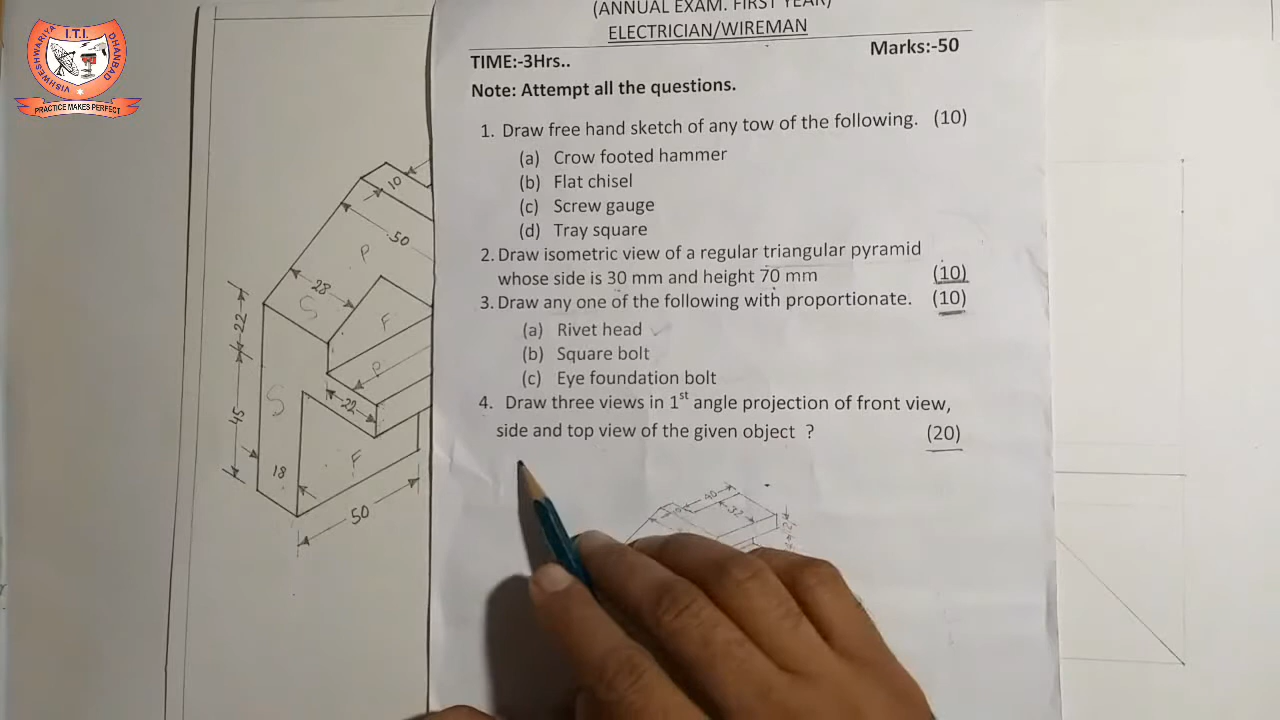 I.T.I.
VISHWESHWARIYA
DHANBAD
PRACTICE MAKES PERFECT
(ANNUAL EXAM. FIRST YEAR)
ELECTRICIAN/WIREMAN
TIME:-3Hrs.. Marks:-50
Note: Attempt all the questions.
1. Draw free hand sketch of any tow of the following. (10)
(a) Crow footed hammer
(b) Flat chisel
(c) Screw gauge
(d) Tray square
2. Draw isometric view of a regular triangular pyramid
whose side is 30 mm and height 70 mm (10)
3. Draw any one of the following with proportionate. (10)
(a) Rivet head
(b) Square bolt
(c) Eye foundation bolt
4. Draw three views in 1st angle projection of front view,
side and top view of the given object ? (20)
10
50
P
28
S
F
22
P
S
22
45
F
18
50
40
32